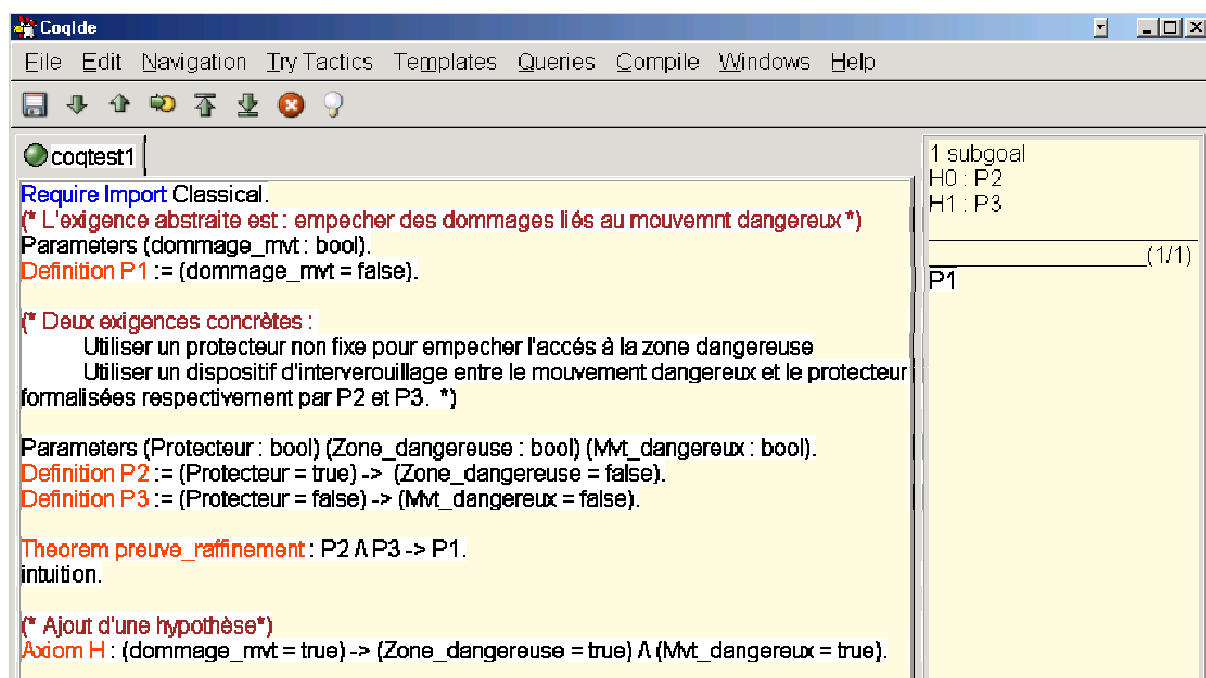 CoqIde
File Edit Navigation Try Tactics Templates Queries Compile Windows Help
coqtest1
Require Import Classical.
(* L'exigence abstraite est : empecher des dommages liés au mouvemnt dangereux *)
Parameters (dommage_mvt : bool).
Definition P1 := (dommage_mvt = false).
(* Deux exigences concrètes :
Utiliser un protecteur non fixe pour empecher l'accés à la zone dangereuse
Utiliser un dispositif d'interverouillage entre le mouvement dangereux et le protecteur
formalisées respectivement par P2 et P3. *)
Parameters (Protecteur : bool) (Zone_dangereuse : bool) (Mvt_dangereux : bool).
Definition P2 := (Protecteur = true) -> (Zone_dangereuse = false).
Definition P3 := (Protecteur = false) -> (Mvt_dangereux = false).
Theorem preuve_raffinement : P2 /\ P3 -> P1.
intuition.
(* Ajout d'une hypothèse*)
Axiom H : (dommage_mvt = true) -> (Zone_dangereuse = true) /\ (Mvt_dangereux = true).
1 subgoal
H0 : P2
H1 : P3
(1/1)
P1